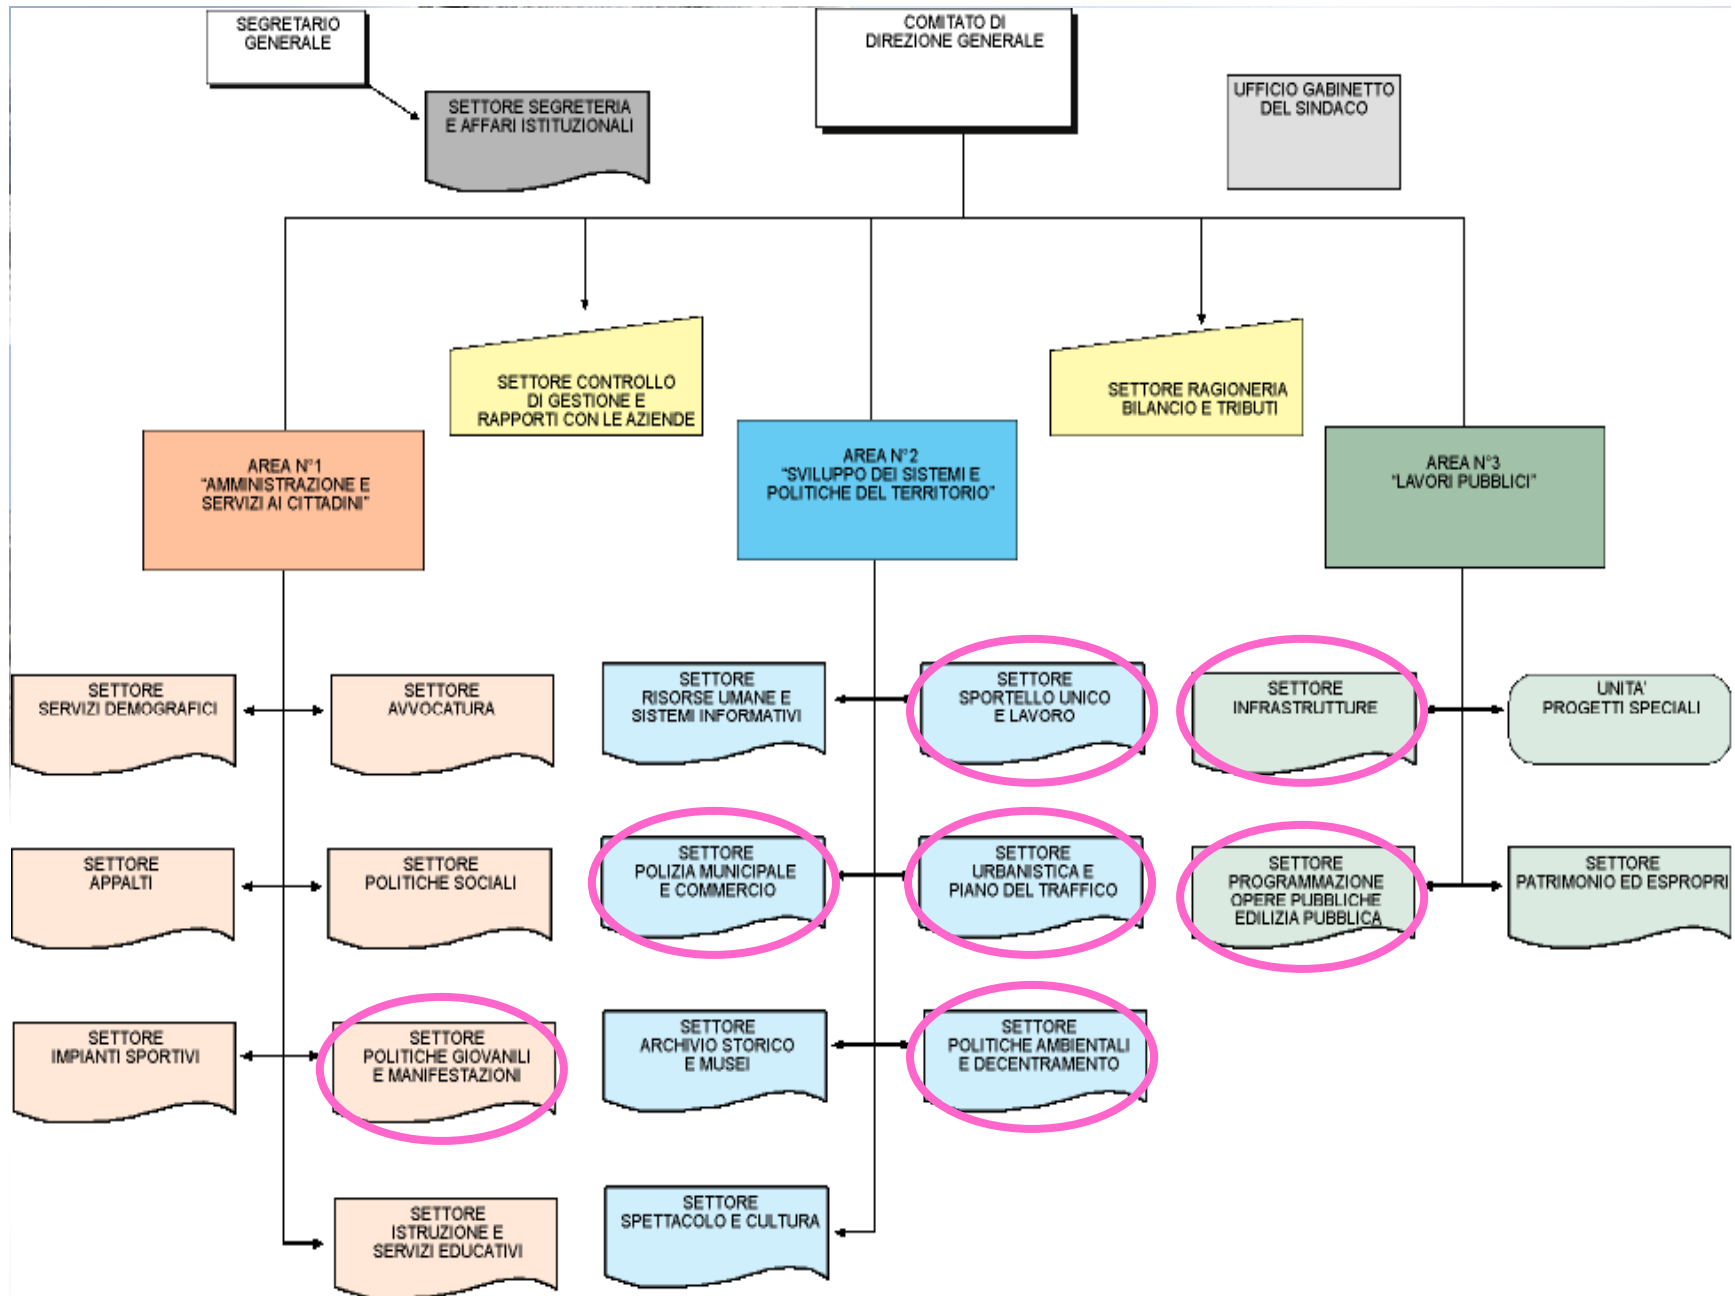 SEGRETARIO
GENERALE
COMITATO DI
DIREZIONE GENERALE
UFFICIO GABINETTO
DEL SINDACO
SETTORE SEGRETERIA
E AFFARI ISTITUZIONALI
SETTORE CONTROLLO
DI GESTIONE E
RAPPORTI CON LE AZIENDE
SETTORE RAGIONERIA
BILANCIO E TRIBUTI
AREA N°1
"AMMINISTRAZIONE E
SERVIZI AI CITTADINI"
AREA N°2
"SVILUPPO DEI SISTEMI E
POLITICHE DEL TERRITORIO"
AREA N°3
"LAVORI PUBBLICI"
SETTORE
SERVIZI DEMOGRAFICI
SETTORE
AVVOCATURA
SETTORE
RISORSE UMANE E
SISTEMI INFORMATIVI
SETTORE
SPORTELLO UNICO
E LAVORO
SETTORE
INFRASTRUTTURE
UNITA'
PROGETTI SPECIALI
SETTORE
APPALTI
SETTORE
POLITICHE SOCIALI
SETTORE
POLIZIA MUNICIPALE
E COMMERCIO
SETTORE
URBANISTICA E
PIANO DEL TRAFFICO
SETTORE
PROGRAMMAZIONE
OPERE PUBBLICHE
EDILIZIA PUBBLICA
SETTORE
PATRIMONIO ED ESPROPRI
SETTORE
IMPIANTI SPORTIVI
SETTORE
POLITICHE GIOVANILI
E MANIFESTAZIONI
SETTORE
ARCHIVIO STORICO
E MUSEI
SETTORE
POLITICHE AMBIENTALI
E DECENTRAMENTO
SETTORE
ISTRUZIONE E
SERVIZI EDUCATIVI
SETTORE
SPETTACOLO E CULTURA